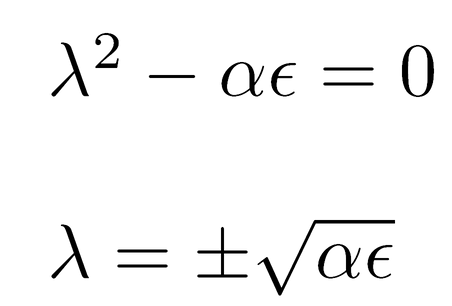 λ² − αϵ = 0
λ = ±√αϵ